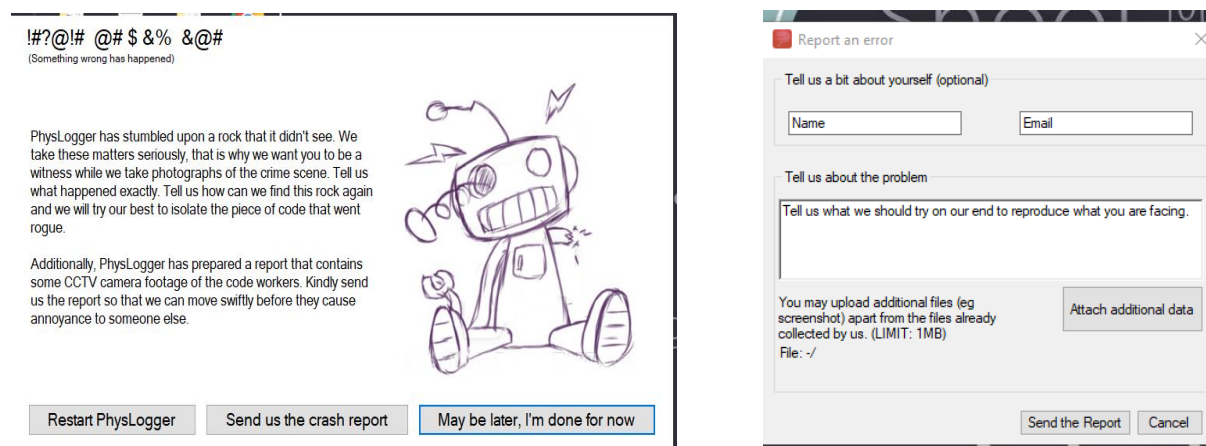 !#?@!# @# $ &% &@#
(Something wrong has happened)
PhysLogger has stumbled upon a rock that it didn't see. We
take these matters seriously, that is why we want you to be a
witness while we take photographs of the crime scene. Tell us
what happened exactly. Tell us how can we find this rock again
and we will try our best to isolate the piece of code that went
rogue.
Additionally, PhysLogger has prepared a report that contains
some CCTV camera footage of the code workers. Kindly send
us the report so that we can move swiftly before they cause
annoyance to someone else.
Restart PhysLogger
Send us the crash report
May be later, I'm done for now
Report an error
Tell us a bit about yourself (optional)
Name
Email
Tell us about the problem
Tell us what we should try on our end to reproduce what you are facing.
You may upload additional files (eg
screenshot) apart from the files already
collected by us. (LIMIT: 1MB)
File: -/
Attach additional data
Send the Report
Cancel